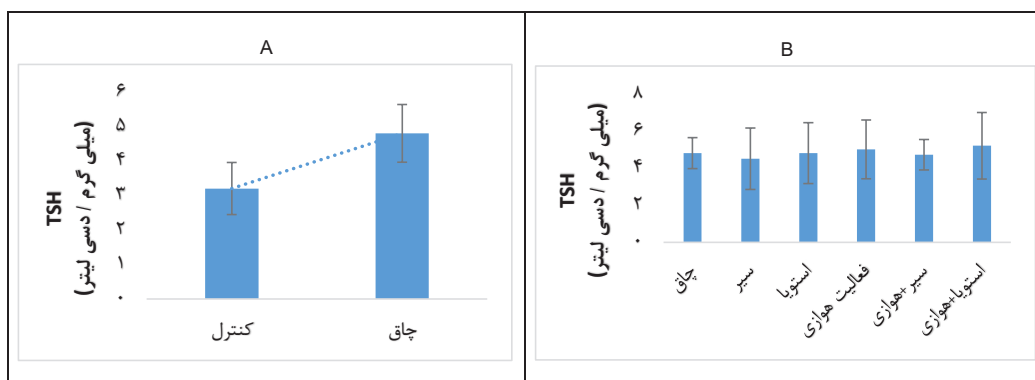 A
TSH
(میلی گرم / دسی لیتر)
۶
۵
۴
۳
۲
۱
۰
کنترل
چاق
B
TSH
(میلی گرم / دسی لیتر)
۸
۶
۴
۲
۰
چاق
سیر
استویا
فعالیت هوازی
سیر+هوازی
استویا+هوازی